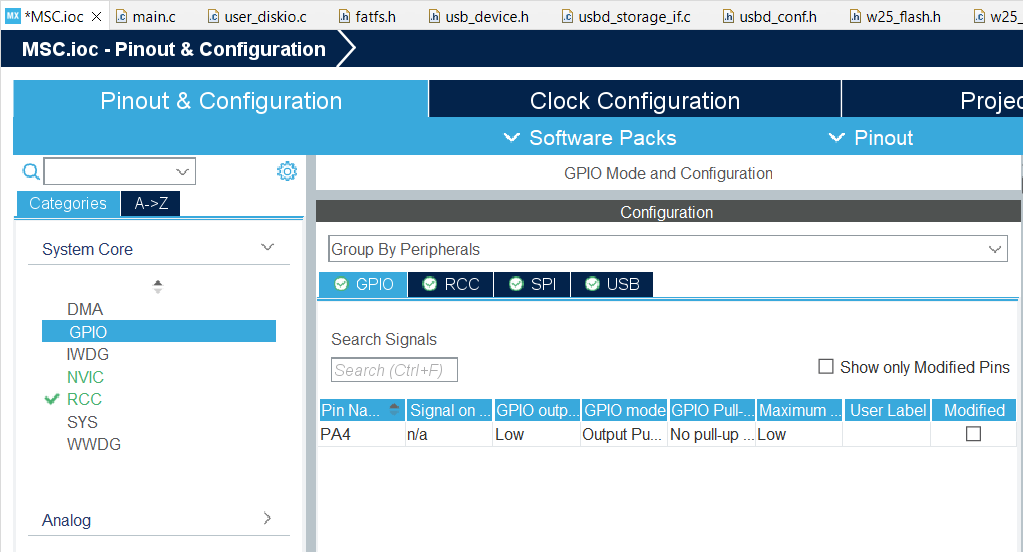 MX *MSC.ioc main.c user_diskio.c fatfs.h usb_device.h usbd_storage_if.c usbd_conf.h w25_flash.h w25_
MSC.ioc - Pinout & Configuration
Pinout & Configuration Clock Configuration Projec
Software Packs Pinout
GPIO Mode and Configuration
Categories A->Z
Configuration
System Core
Group By Peripherals
GPIO RCC SPI USB
DMA
GPIO
IWDG
NVIC
RCC
SYS
WWDG
Analog
Search Signals
Search (Ctrl+F) Show only Modified Pins
Pin Na... Signal on ... GPIO outp... GPIO mode GPIO Pull-... Maximum ... User Label Modified
PA4 n/a Low Output Pu... No pull-up ... Low